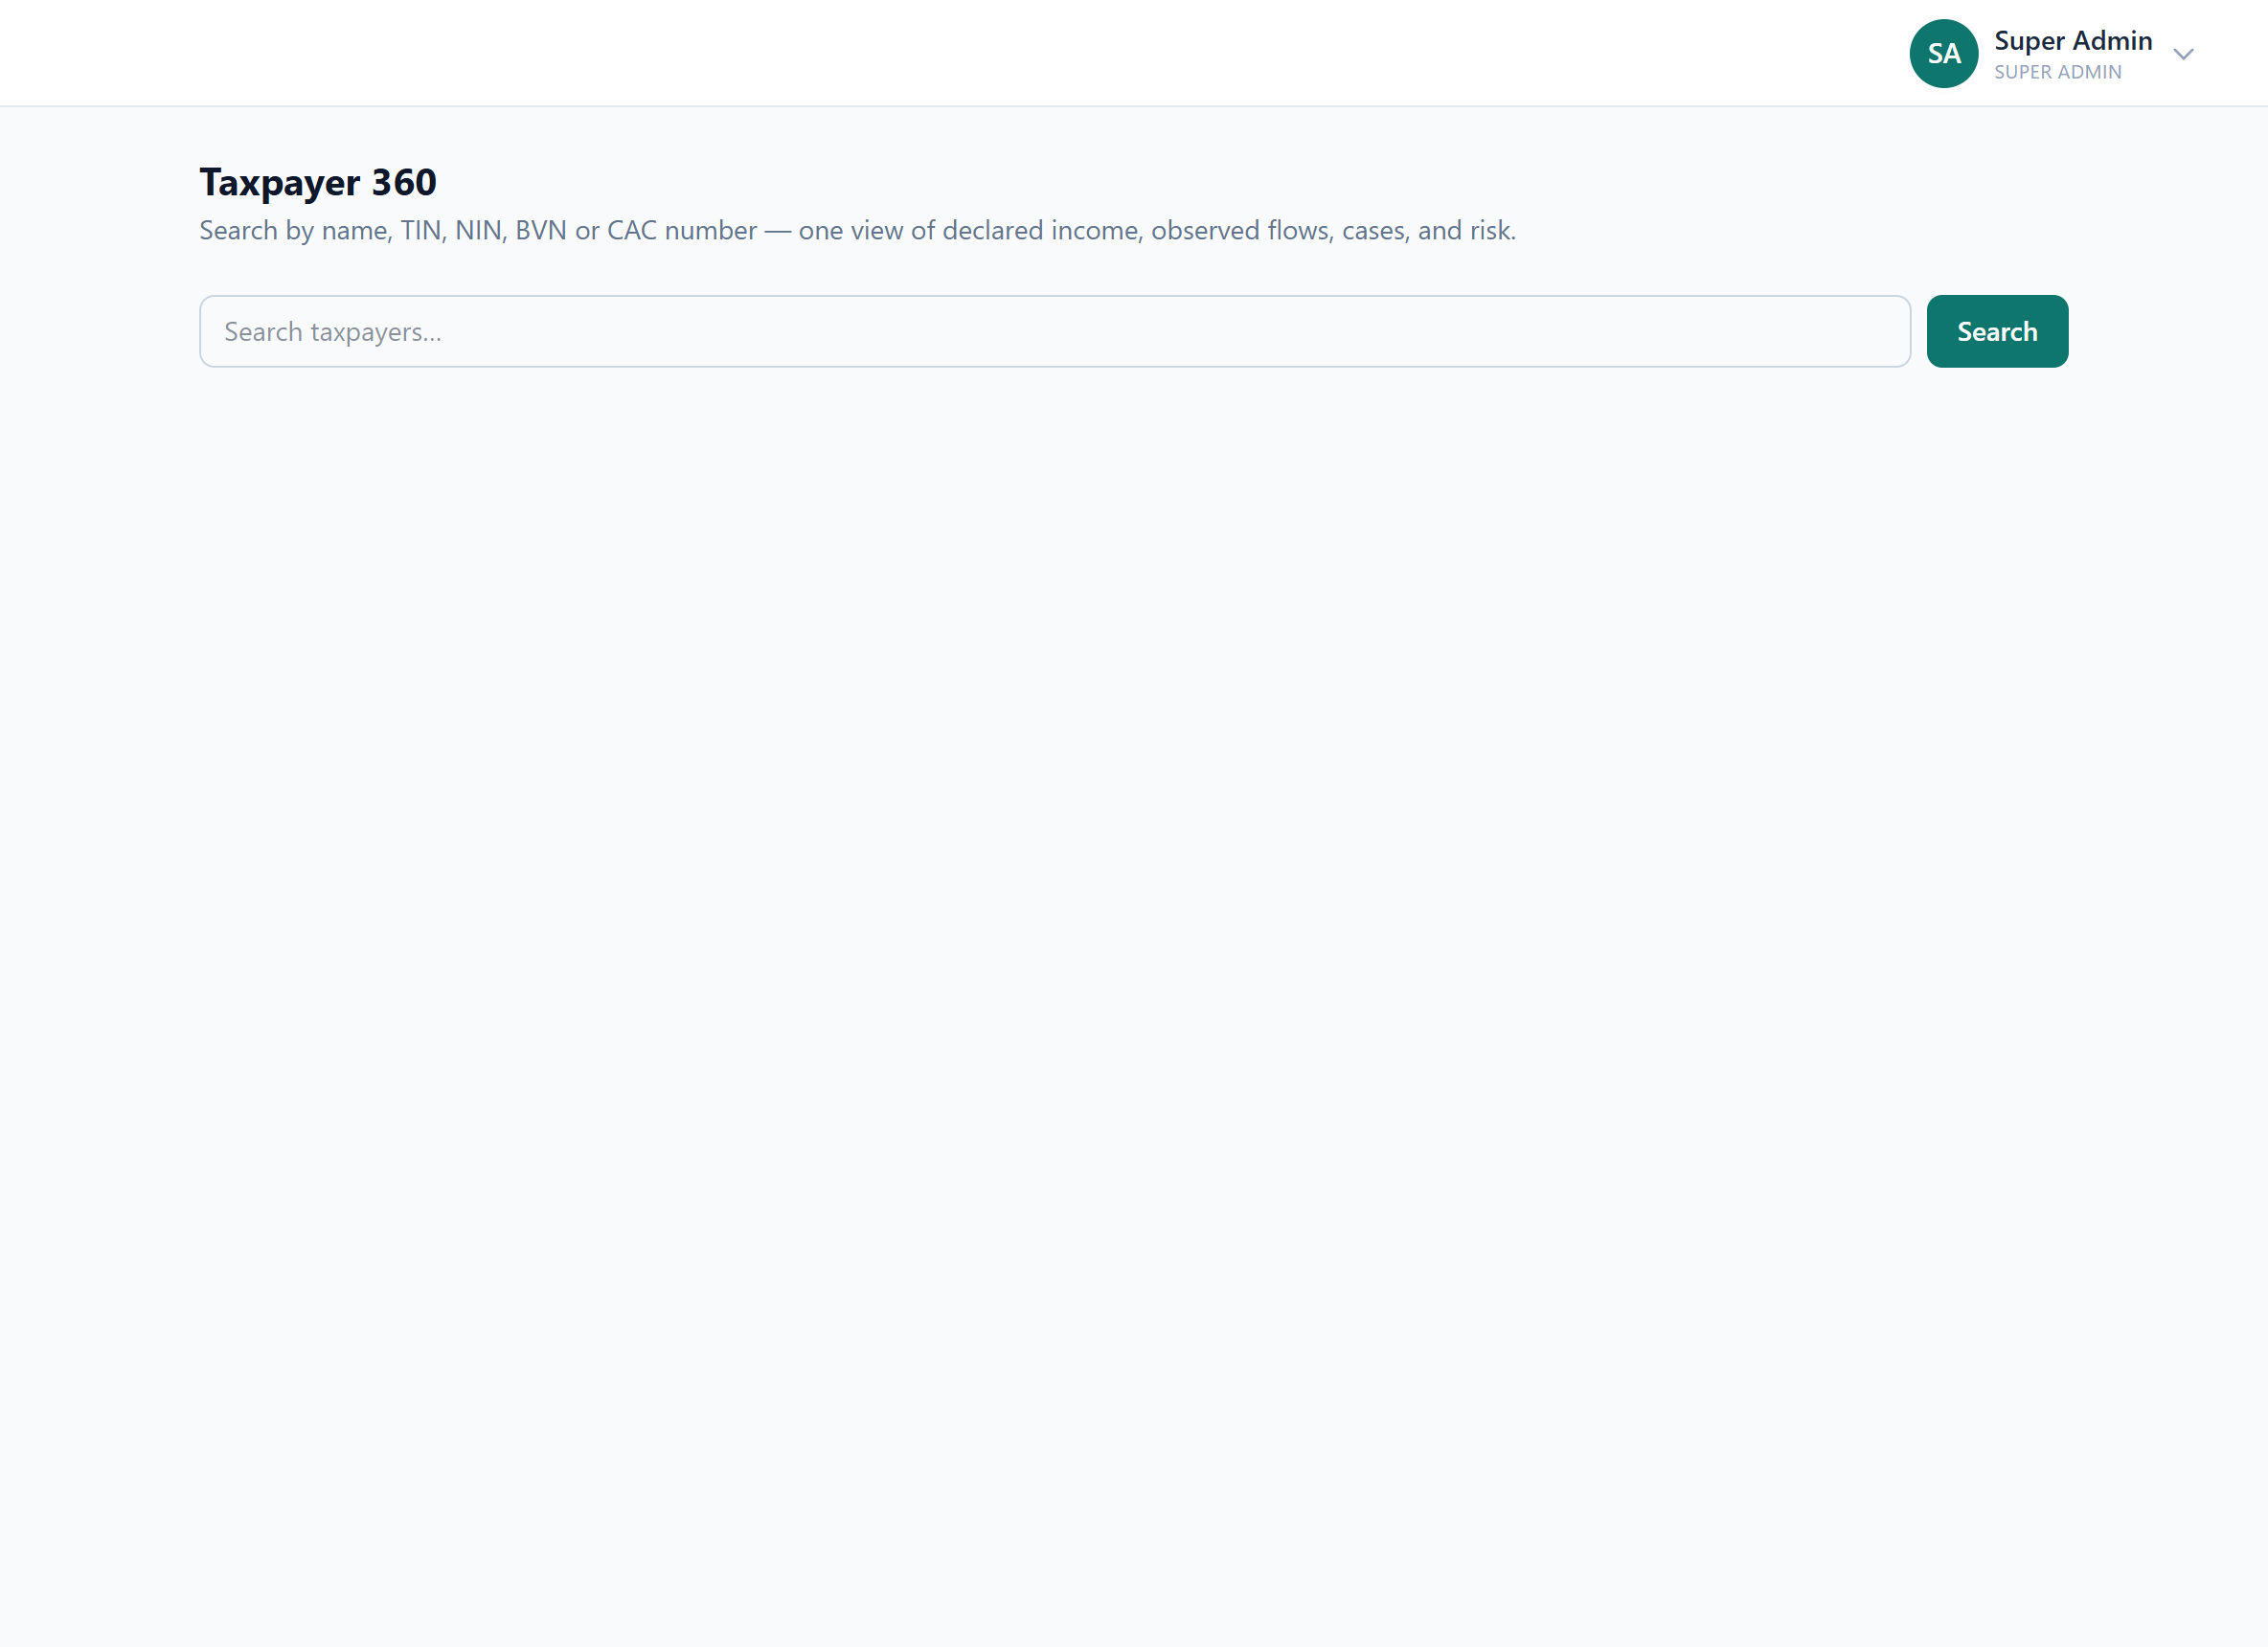 SA
Super Admin
SUPER ADMIN
Taxpayer 360
Search by name, TIN, NIN, BVN or CAC number — one view of declared income, observed flows, cases, and risk.
Search taxpayers...
Search